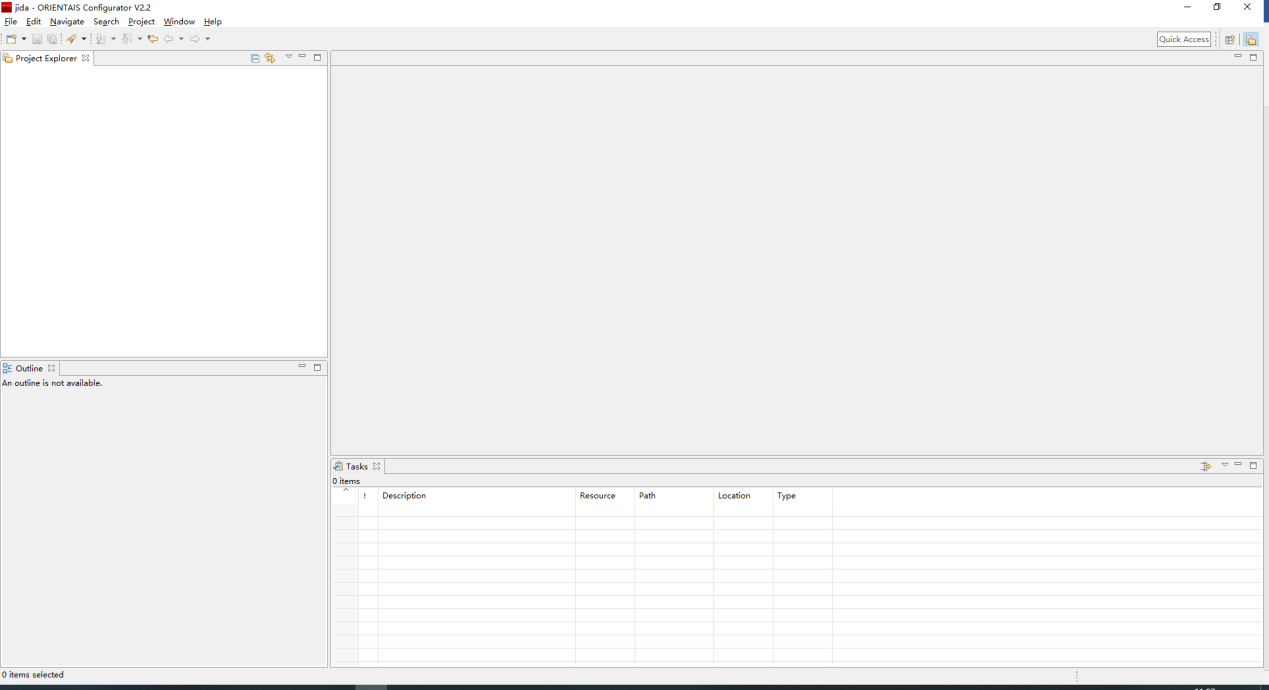 jida - ORIENTAIS Configurator V2.2
File Edit Navigate Search Project Window Help
Quick Access
Project Explorer
Outline
An outline is not available.
Tasks
0 items
! Description Resource Path Location Type
0 items selected